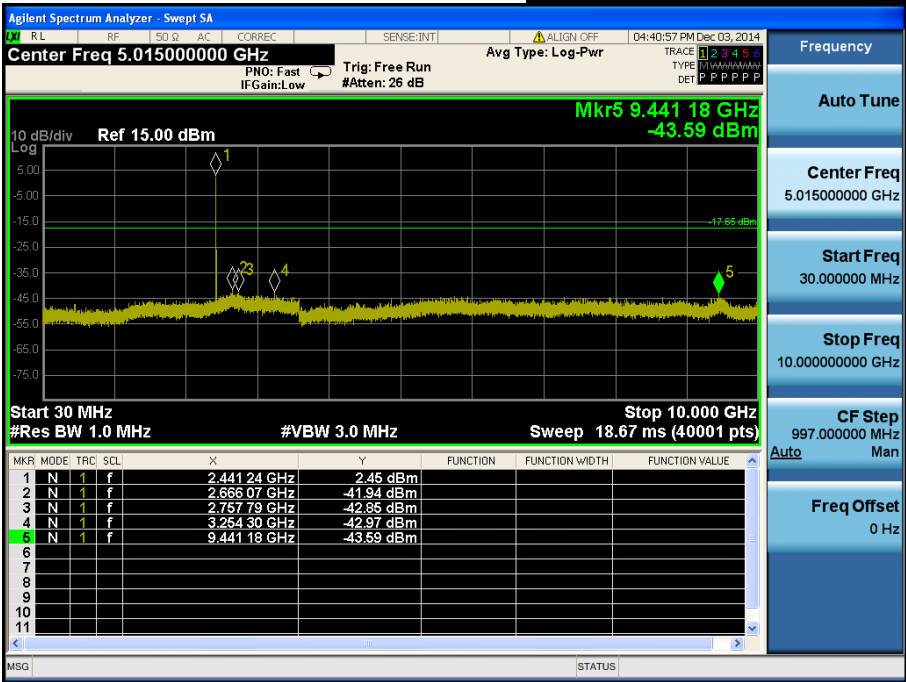 Agilent Spectrum Analyzer - Swept SA
LXI RL RF 50 Ω AC CORREC SENSE:INT ALIGN OFF 04:40:57 PM Dec 03, 2014
Center Freq 5.015000000 GHz
PNO: Fast
IFGain:Low
Trig: Free Run
#Atten: 26 dB
Avg Type: Log-Pwr
TRACE 1 2 3 4 5 6
TYPE M WWWWW
DET P P P P P P
Mkr5 9.441 18 GHz
-43.59 dBm
10 dB/div Ref 15.00 dBm
Log
5.00
-5.00
-15.0
-25.0
-35.0
-45.0
-55.0
-65.0
-75.0
1
2 3
4
5
-17.65 dBm
Start 30 MHz Stop 10.000 GHz
#Res BW 1.0 MHz #VBW 3.0 MHz Sweep 18.67 ms (40001 pts)
MKR MODE TRC SCL X Y FUNCTION FUNCTION WIDTH FUNCTION VALUE
1 N 1 f 2.441 24 GHz 2.45 dBm
2 N 1 f 2.666 07 GHz -41.94 dBm
3 N 1 f 2.757 79 GHz -42.85 dBm
4 N 1 f 3.254 30 GHz -42.97 dBm
5 N 1 f 9.441 18 GHz -43.59 dBm
6
7
8
9
10
11
MSG STATUS
Frequency
Auto Tune
Center Freq
5.015000000 GHz
Start Freq
30.000000 MHz
Stop Freq
10.000000000 GHz
CF Step
997.000000 MHz
Auto Man
Freq Offset
0 Hz